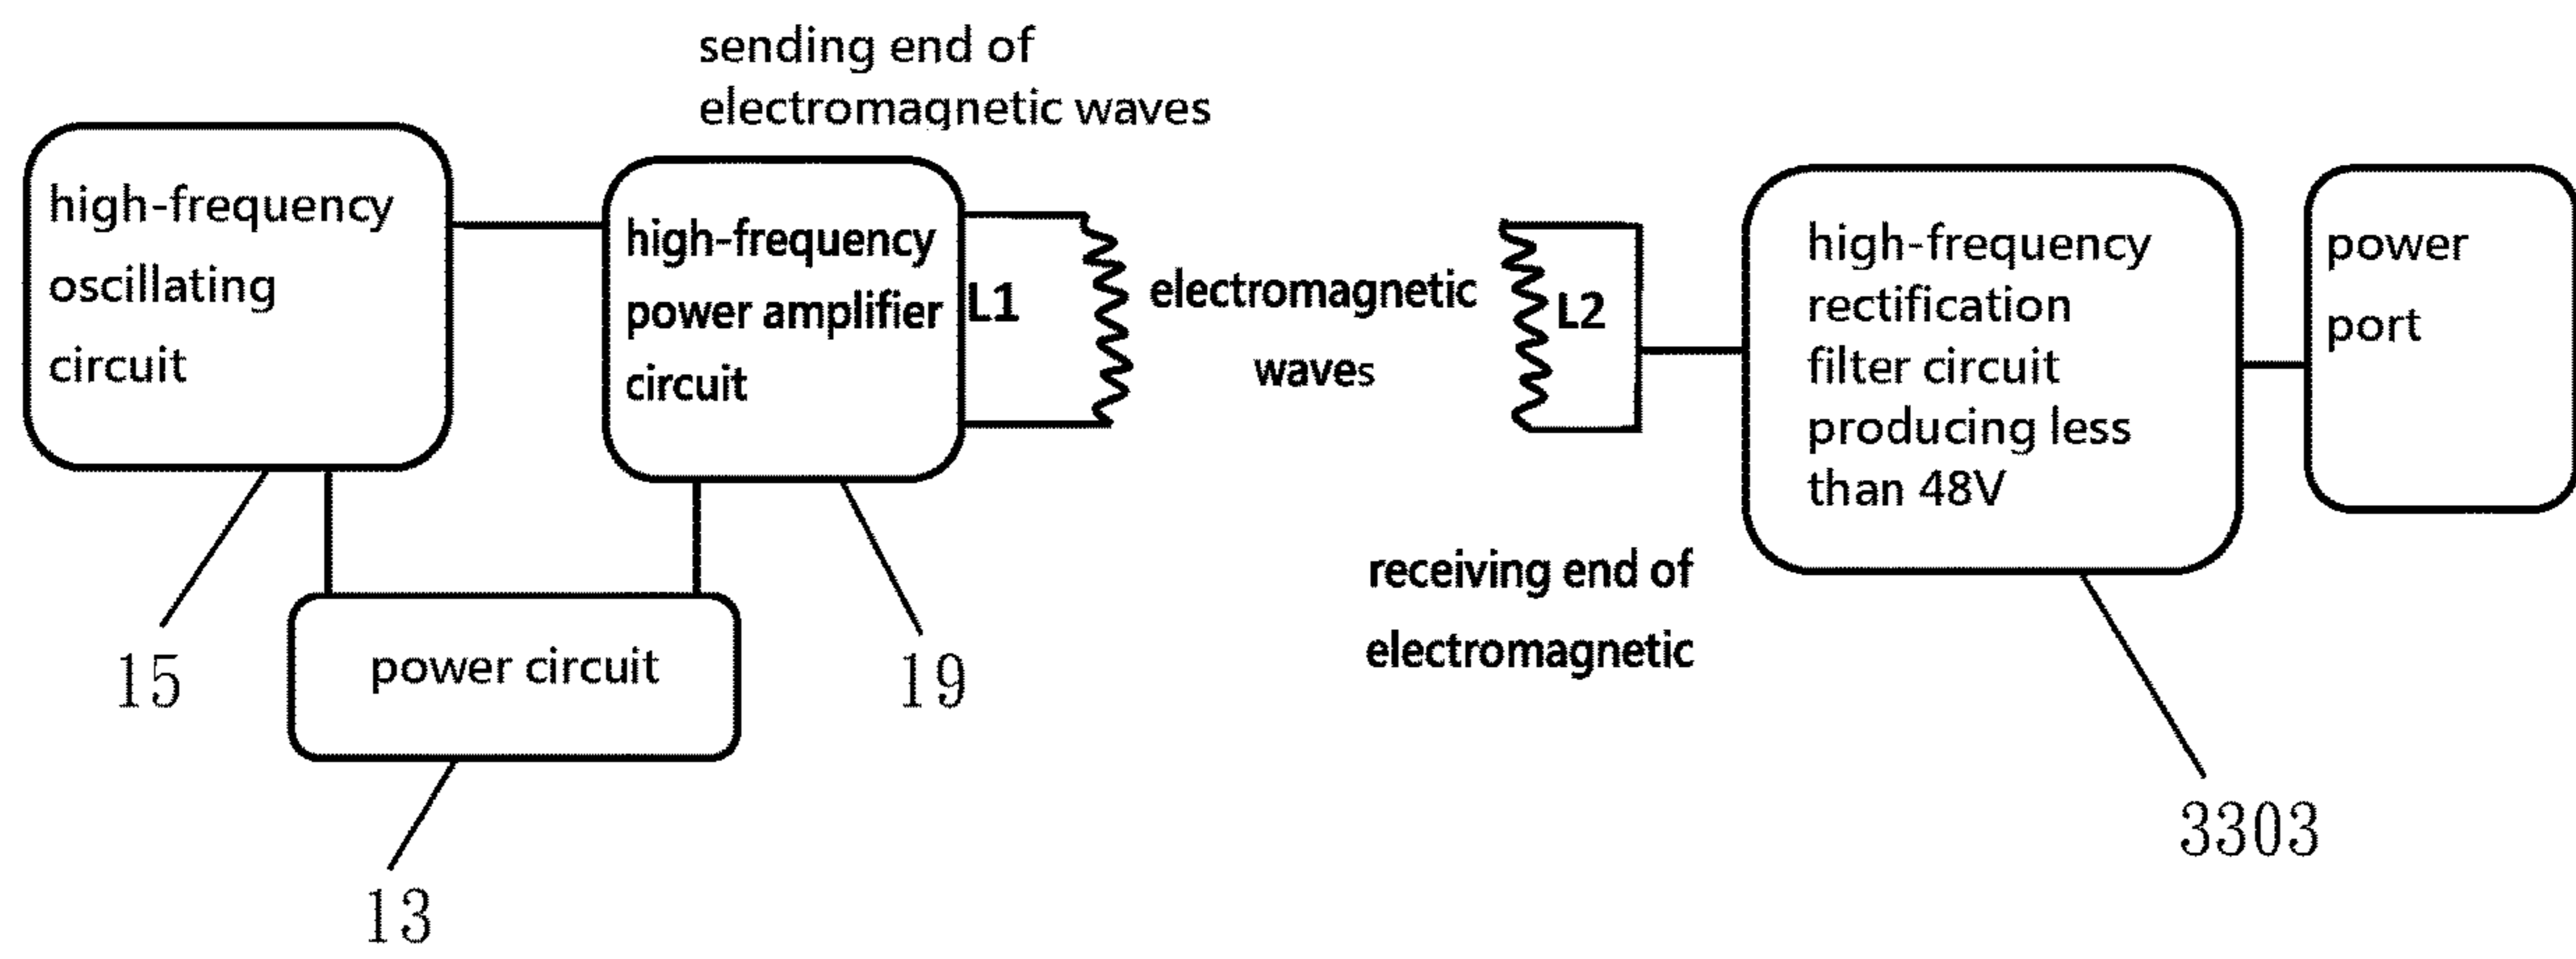 sending end of
electromagnetic waves
high-frequency
oscillating
circuit
high-frequency
power amplifier
circuit
L1
electromagnetic
waves
L2
high-frequency
rectification
filter circuit
producing less
than 48V
power
port
receiving end of
electromagnetic
power circuit
15
19
13
3303